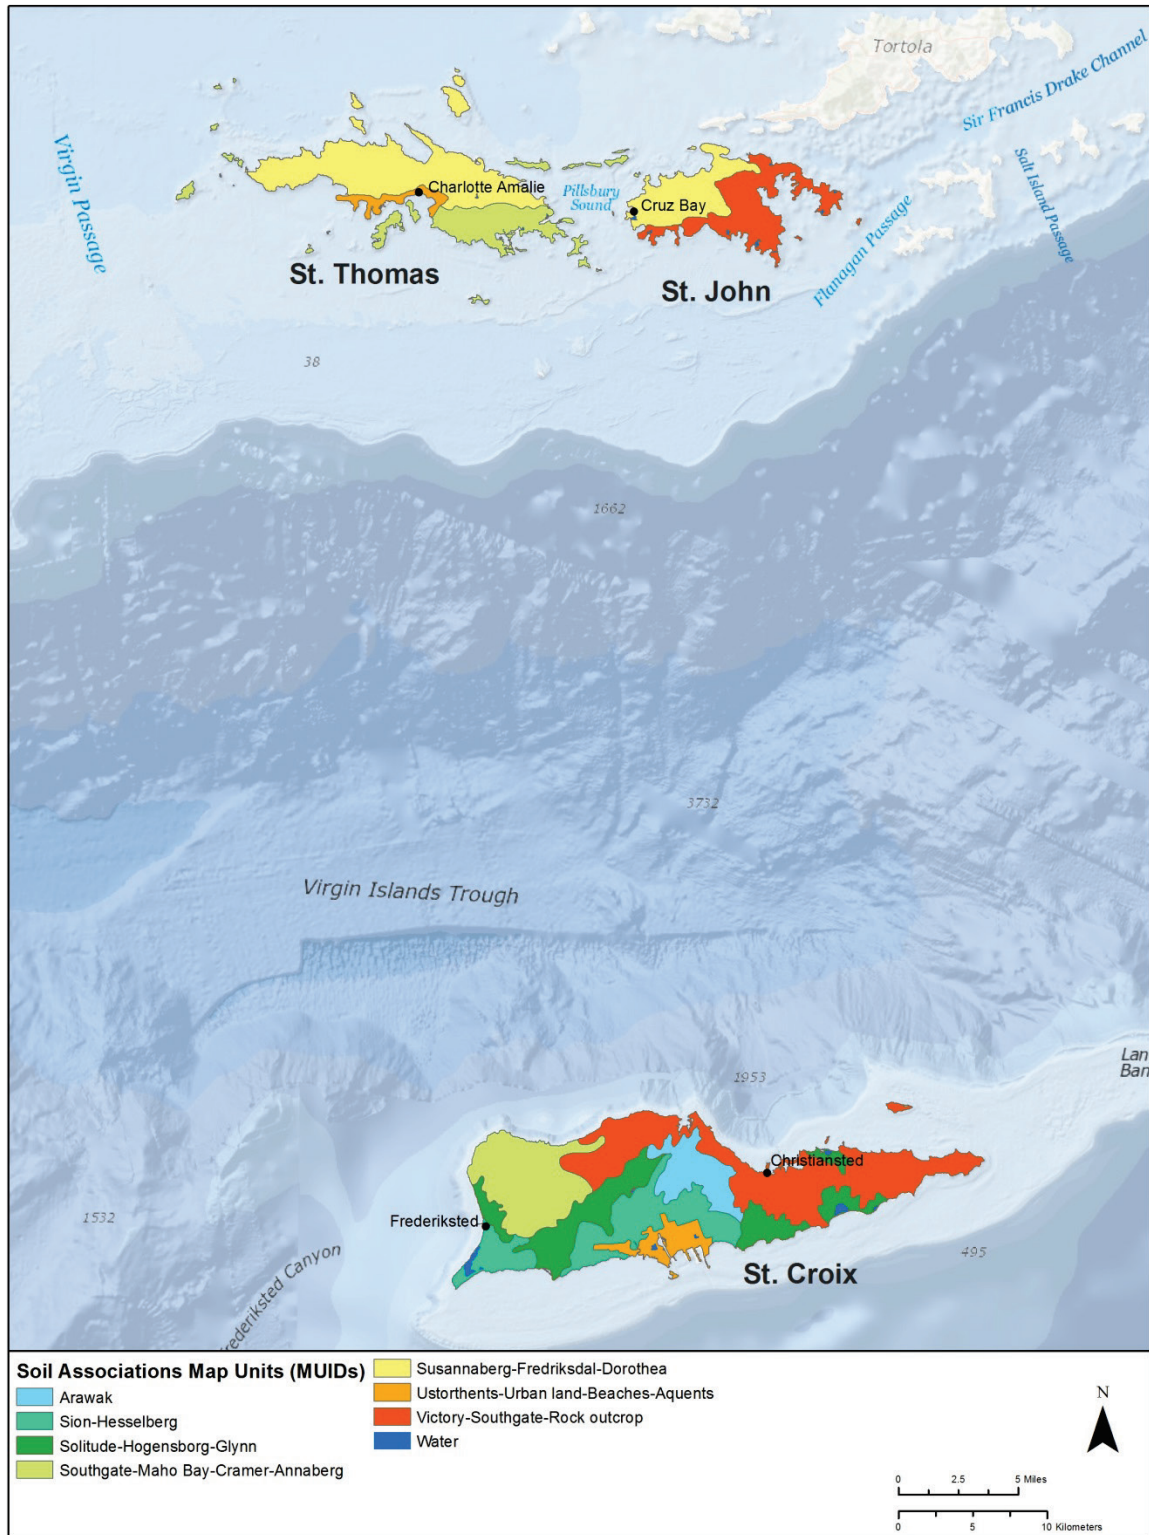 Tortola
Sir Francis Drake Channel
Virgin Passage
Salt Island Passage
Charlotte Amalie
Pillsbury
Sound
Cruz Bay
Flanagan Passage
St. Thomas
St. John
38
1662
3732
Virgin Islands Trough
1953
Lan
Ban
Christiansted
1532
Frederiksted
495
St. Croix
Frederiksted Canyon
Soil Associations Map Units (MUIDs)
Arawak
Sion-Hesselberg
Solitude-Hogensborg-Glynn
Southgate-Maho Bay-Cramer-Annaberg
Susannaberg-Fredriksdal-Dorothea
Ustorthents-Urban land-Beaches-Aquents
Victory-Southgate-Rock outcrop
Water
N
0 2.5 5 Miles
0 5 10 Kilometers